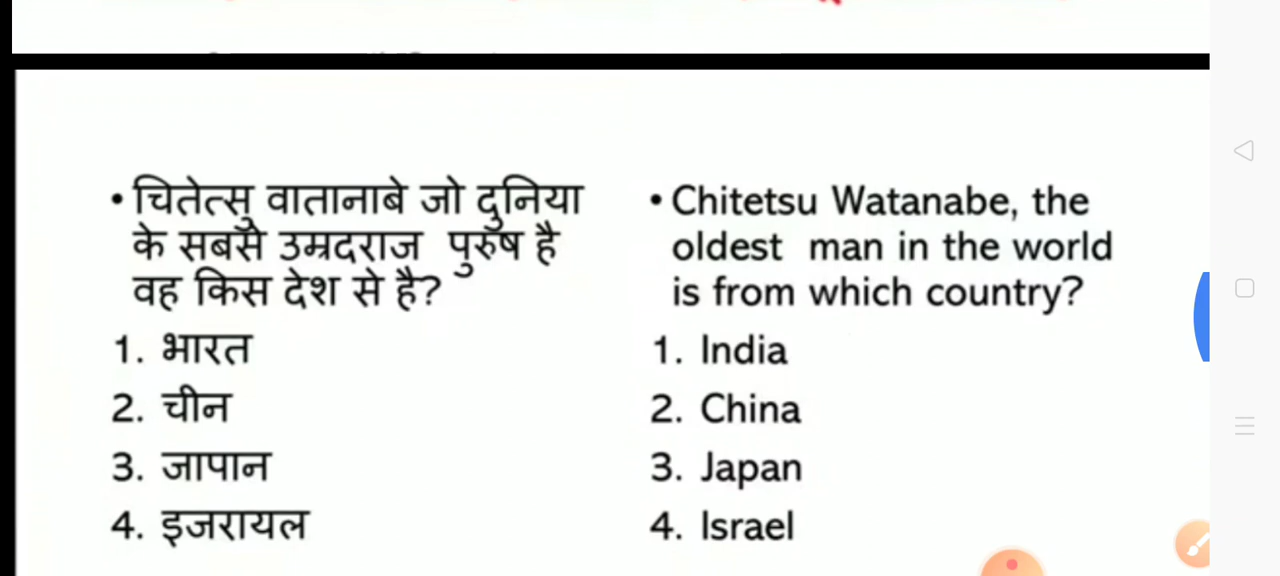 • चितेत्सु वातानाबे जो दुनिया
के सबसे उम्रदराज पुरुष है
वह किस देश से है?
1. भारत
2. चीन
3. जापान
4. इजरायल
• Chitetsu Watanabe, the
oldest man in the world
is from which country?
1. India
2. China
3. Japan
4. Israel